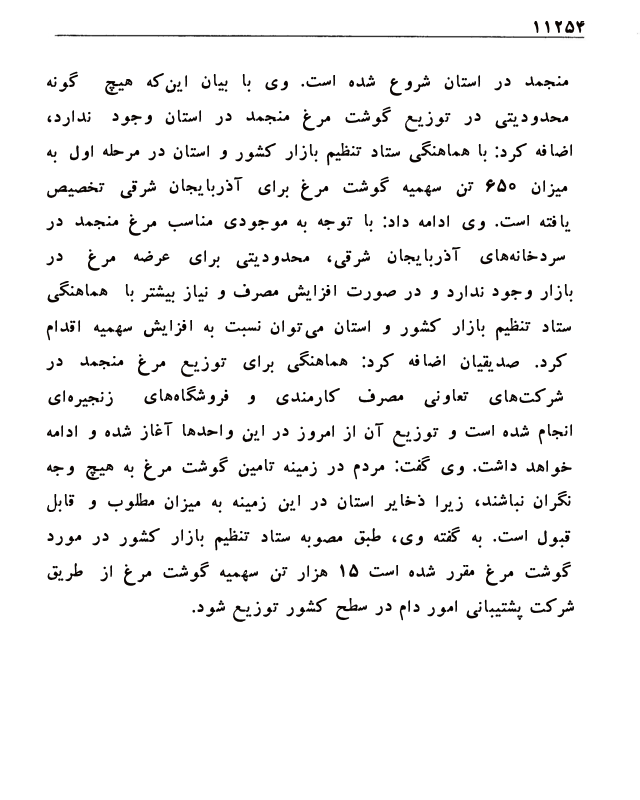 ۱۱۲۵۴
منجمد در استان شروع شده است. وی با بیان این‌که هیچ گونه
محدودیتی در توزیع گوشت مرغ منجمد در استان وجود ندارد،
اضافه کرد: با هماهنگی ستاد تنظیم بازار کشور و استان در مرحله اول به
میزان ۶۵۰ تن سهمیه گوشت مرغ برای آذربایجان شرقی تخصیص
یافته است. وی ادامه داد: با توجه به موجودی مناسب مرغ منجمد در
سردخانه‌های آذربایجان شرقی، محدودیتی برای عرضه مرغ در
بازار وجود ندارد و در صورت افزایش مصرف و نیاز بیشتر با هماهنگی
ستاد تنظیم بازار کشور و استان می‌توان نسبت به افزایش سهمیه اقدام
کرد. صدیقیان اضافه کرد: هماهنگی برای توزیع مرغ منجمد در
شرکت‌های تعاونی مصرف کارمندی و فروشگاه‌های زنجیره‌ای
انجام شده است و توزیع آن از امروز در این واحدها آغاز شده و ادامه
خواهد داشت. وی گفت: مردم در زمینه تامین گوشت مرغ به هیچ وجه
نگران نباشند، زیرا ذخایر استان در این زمینه به میزان مطلوب و قابل
قبول است. به گفته وی، طبق مصوبه ستاد تنظیم بازار کشور در مورد
گوشت مرغ مقرر شده است ۱۵ هزار تن سهمیه گوشت مرغ از طریق
شرکت پشتیبانی امور دام در سطح کشور توزیع شود.